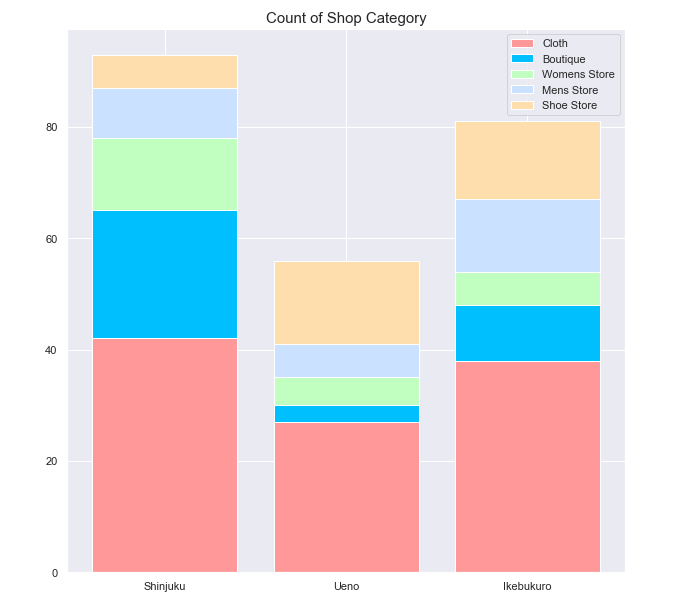 Count of Shop Category
Cloth
Boutique
Womens Store
Mens Store
Shoe Store
80
60
40
20
0
Shinjuku
Ueno
Ikebukuro